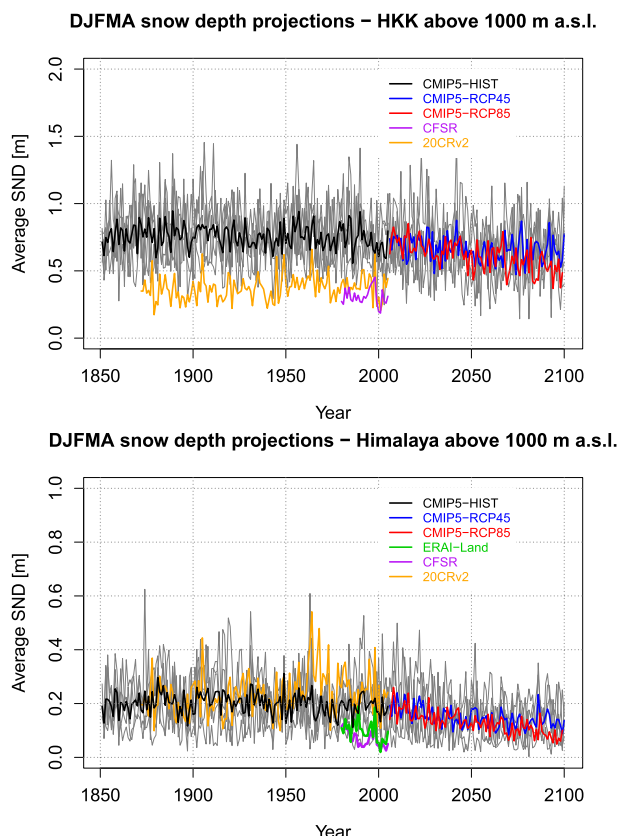 DJFMA snow depth projections − HKK above 1000 m a.s.l.
2.0
1.5
1.0
0.5
0.0
Average SND [m]
CMIP5−HIST
CMIP5−RCP45
CMIP5−RCP85
CFSR
20CRv2
1850 1900 1950 2000 2050 2100
Year
DJFMA snow depth projections − Himalaya above 1000 m a.s.l.
1.0
0.8
0.6
0.4
0.2
0.0
Average SND [m]
CMIP5−HIST
CMIP5−RCP45
CMIP5−RCP85
ERAI−Land
CFSR
20CRv2
1850 1900 1950 2000 2050 2100
Year